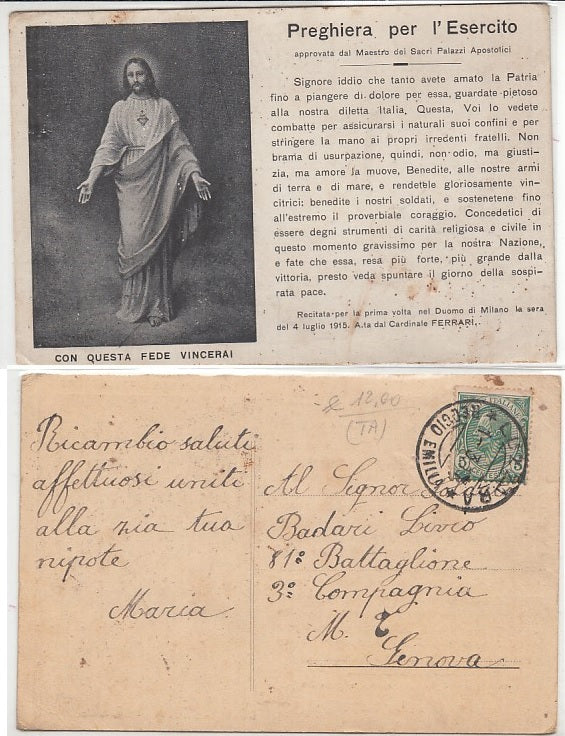 Preghiera per l'Esercito
approvata dal Maestro dei Sacri Palazzi Apostolici
Signore iddio che tanto avete amato la Patria
fino a piangere di dolore per essa, guardate pietoso
alla nostra diletta Italia. Questa, Voi lo vedete
combatte per assicurarsi i naturali suoi confini e per
stringere la mano ai propri irredenti fratelli. Non
brama di usurpazione, quindi, non odio, ma giusti-
zia, ma amore la muove, Benedite, alle nostre armi
di terra e di mare, e rendetele gloriosamente vin-
citrici: benedite i nostri soldati, e sostenetene fino
all'estremo il proverbiale coraggio. Concedetici di
essere degni strumenti di carità religiosa e civile in
questo momento gravissimo per la nostra Nazione,
e fate che essa, resa più forte, più grande dalla
vittoria, presto veda spuntare il giorno della sospi-
rata pace.
Recitata per la prima volta nel Duomo di Milano la sera
del 4 luglio 1915. A.ta dal Cardinale FERRARI.
CON QUESTA FEDE VINCERAI
12,00
(TA)
REGGIO EMILIA
Ricambio saluti
affettuosi uniti
alla zia tua
nipote
Maria
Al Signor
Badari Livio
81° Battaglione
3° Compagnia
M. T
Genova